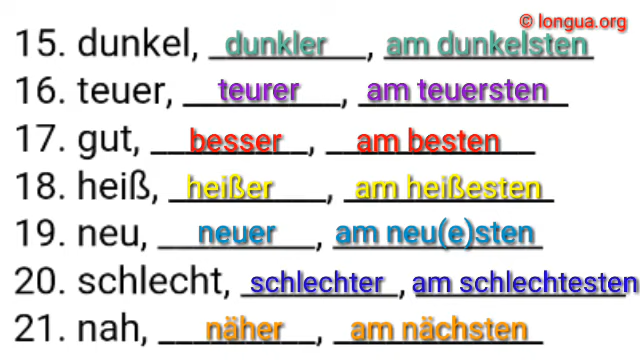 © longua.org
15. dunkel, dunkler, am dunkelsten
16. teuer, teurer, am teuersten
17. gut, besser, am besten
18. heiß, heißer, am heißesten
19. neu, neuer, am neu(e)sten
20. schlecht, schlechter, am schlechtesten
21. nah, näher, am nächsten